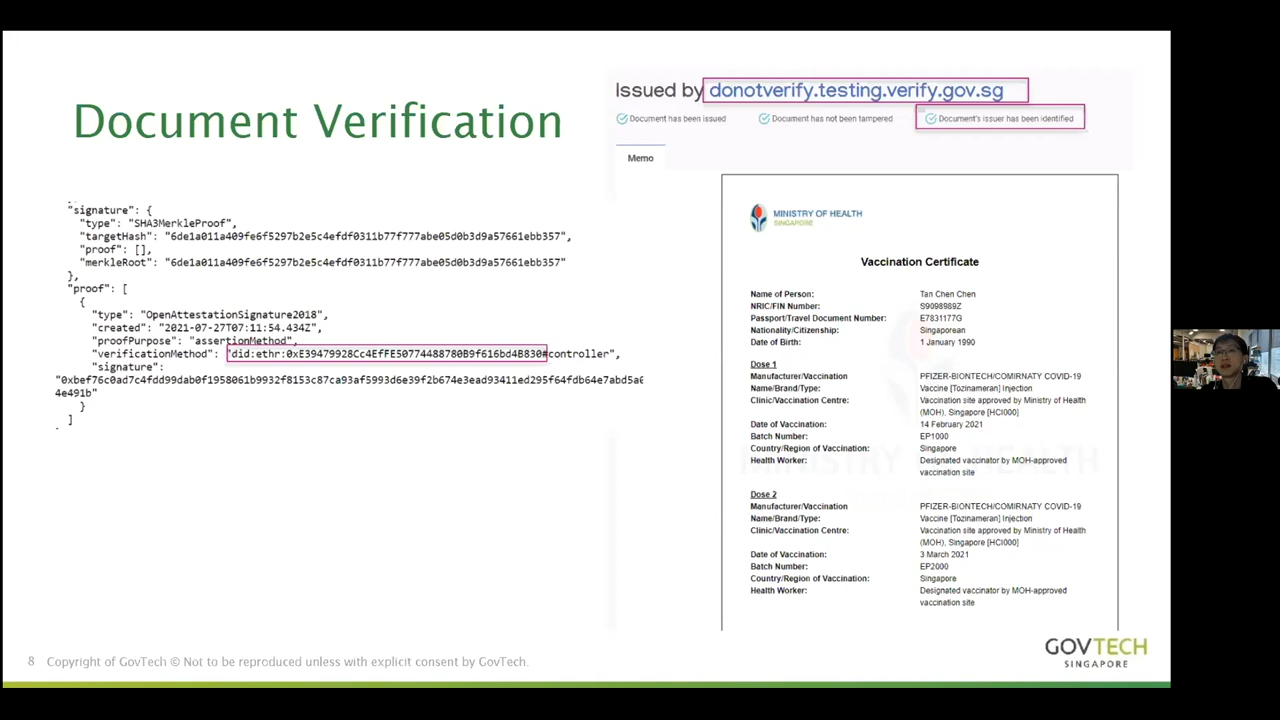 Document Verification
"signature": {
"type": "SHA3MerkleProof",
"targetHash": "6de1a011a409fe6f5297b2e5c4efdf0311b77f777abe05d0b3d9a57661ebb357",
"proof": [],
"merkleRoot": "6de1a011a409fe6f5297b2e5c4efdf0311b77f777abe05d0b3d9a57661ebb357"
},
"proof": [
{
"type": "OpenAttestationSignature2018",
"created": "2021-07-27T07:11:54.434Z",
"proofPurpose": "assertionMethod",
"verificationMethod": "did:ethr:0xE39479928Cc4EfFE50774488780B9f616bd4B830#controller",
"signature":
"0xbef76c0ad7c4fdd99dab0f1958061b9932f8153c87ca93af5993d6e39f2b674e3ead93411ed295f64fdb64e7abd5a6
4e491b"
}
]
Issued by donotverify.testing.verify.gov.sg
Document has been issued Document has not been tampered Document's issuer has been identified
Memo
MINISTRY OF HEALTH
SINGAPORE
Vaccination Certificate
Name of Person: Tan Chen Chen
NRIC/FIN Number: S9098989Z
Passport/Travel Document Number: E7831177G
Nationality/Citizenship: Singaporean
Date of Birth: 1 January 1990
Dose 1
Manufacturer/Vaccination PFIZER-BIONTECH/COMIRNATY COVID-19
Name/Brand/Type: Vaccine [Tozinameran] Injection
Clinic/Vaccination Centre: Vaccination site approved by Ministry of Health
(MOH), Singapore [HCI000]
Date of Vaccination: 14 February 2021
Batch Number: EP1000
Country/Region of Vaccination: Singapore
Health Worker: Designated vaccinator by MOH-approved
vaccination site
Dose 2
Manufacturer/Vaccination PFIZER-BIONTECH/COMIRNATY COVID-19
Name/Brand/Type: Vaccine [Tozinameran] Injection
Clinic/Vaccination Centre: Vaccination site approved by Ministry of Health
(MOH), Singapore [HCI000]
Date of Vaccination: 3 March 2021
Batch Number: EP2000
Country/Region of Vaccination: Singapore
Health Worker: Designated vaccinator by MOH-approved
vaccination site
8 Copyright of GovTech © Not to be reproduced unless with explicit consent by GovTech.
GOVTECH
SINGAPORE